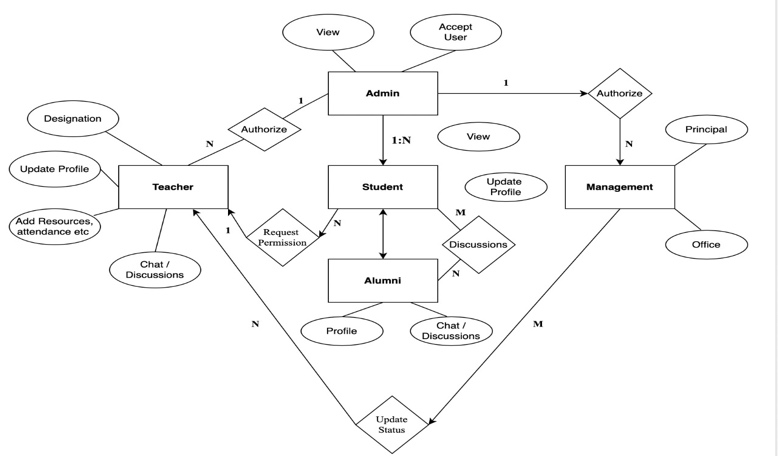 View
Accept
User
Admin
1
Authorize
1
Authorize
N
Designation
1:N
View
N
Principal
Update Profile
Teacher
Student
Update
Profile
Management
Add Resources,
attendance etc
1
Request
Permission
N
M
Discussions
Office
Chat /
Discussions
Alumni
N
Profile
Chat /
Discussions
N
M
Update
Status